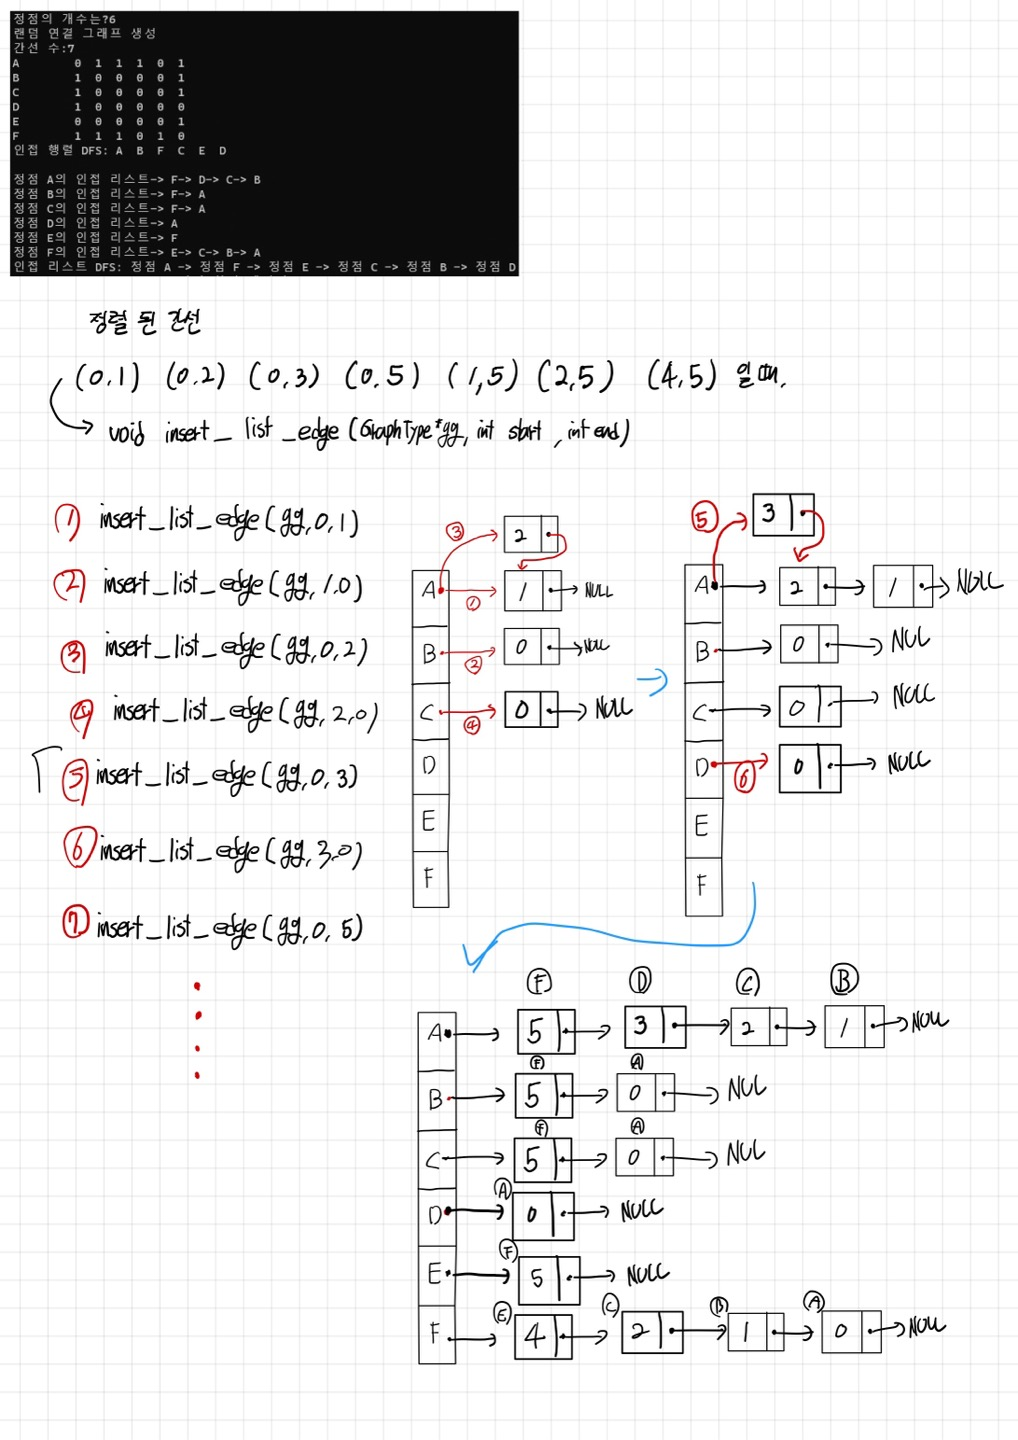 정점의 개수는?6
랜덤 연결 그래프 생성
간선 수:7
A 0 1 1 1 0 1
B 1 0 0 0 0 1
C 1 0 0 0 0 1
D 1 0 0 0 0 0
E 0 0 0 0 0 1
F 1 1 1 0 1 0
인접 행렬 DFS: A B F C E D
정점 A의 인접 리스트-> F-> D-> C-> B
정점 B의 인접 리스트-> F-> A
정점 C의 인접 리스트-> F-> A
정점 D의 인접 리스트-> A
정점 E의 인접 리스트-> F
정점 F의 인접 리스트-> E-> C-> B-> A
인접 리스트 DFS: 정점 A -> 정점 F -> 정점 E -> 정점 C -> 정점 B -> 정점 D
정렬 된 간선
(0,1) (0,2) (0,3) (0,5) (1,5) (2,5) (4,5) 일 때,
void insert_list_edge(GraphType*gg, int start, int end)
① insert_list_edge(gg,0,1)
② insert_list_edge(gg,1,0)
③ insert_list_edge(gg,0,2)
④ insert_list_edge(gg,2,0)
⑤ insert_list_edge(gg,0,3)
⑥ insert_list_edge(gg,3,0)
⑦ insert_list_edge(gg,0,5)
③ 2
A ① 1 NULL
B ② 0 NULL
C ④ 0 NULL
D
E
F
⑤ 3
A 2 1 NULL
B 0 NUL
C 0 NULL
D ⑥ 0 NULL
E
F
Ⓕ Ⓓ Ⓒ Ⓑ
A 5 3 2 1 NULL
Ⓕ Ⓐ
B 5 0 NUL
Ⓕ Ⓐ
C 5 0 NUL
Ⓐ
D 0 NULL
Ⓕ
E 5 NULL
Ⓔ Ⓒ Ⓑ Ⓐ
F 4 2 1 0 NULL